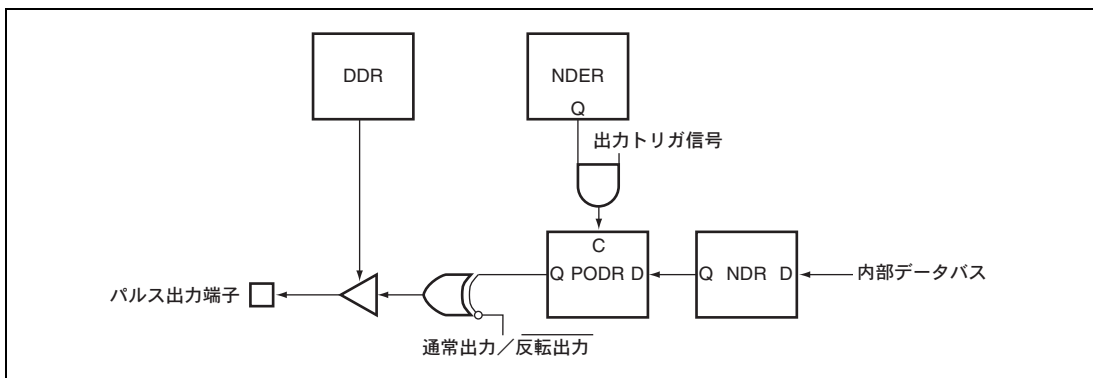 DDR
NDER
Q
出力トリガ信号
C
Q PODR D
Q NDR D
内部データバス
パルス出力端子
通常出力／反転出力